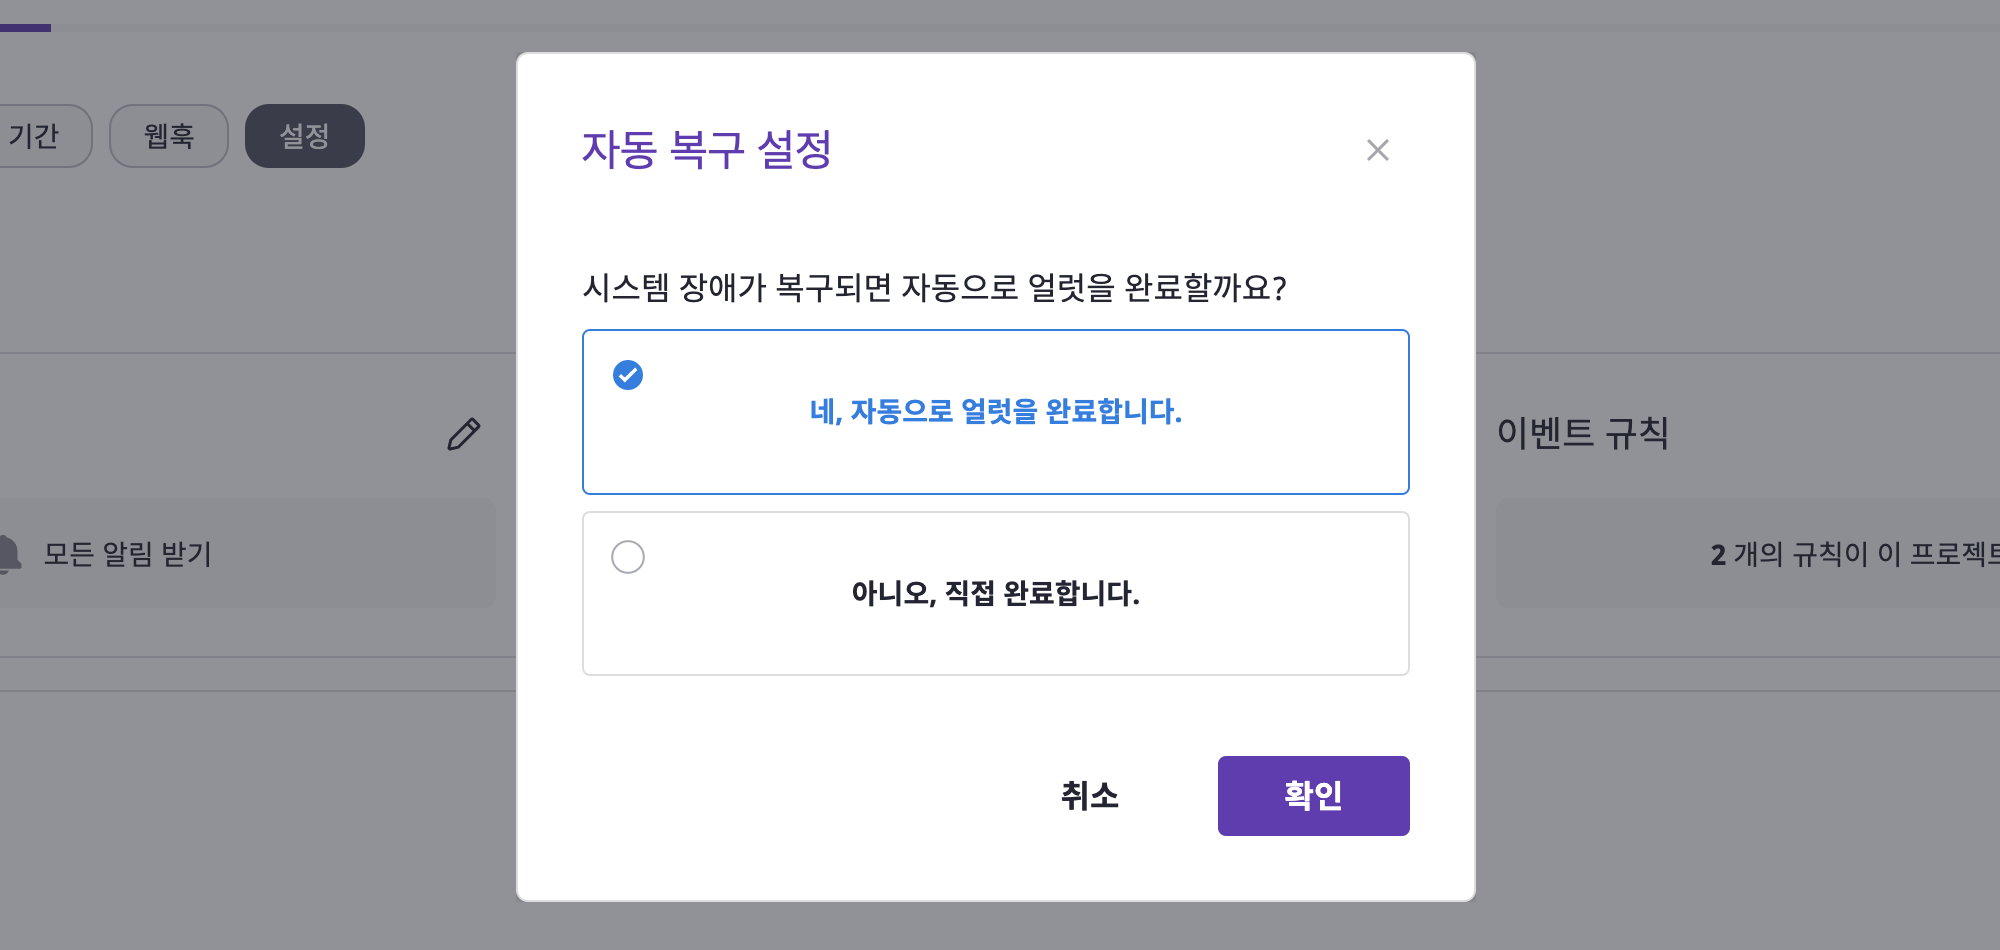 기간
웹훅
설정
자동 복구 설정
시스템 장애가 복구되면 자동으로 얼럿을 완료할까요?
네, 자동으로 얼럿을 완료합니다.
아니오, 직접 완료합니다.
취소
확인
모든 알림 받기
이벤트 규칙
2 개의 규칙이 이 프로젝트